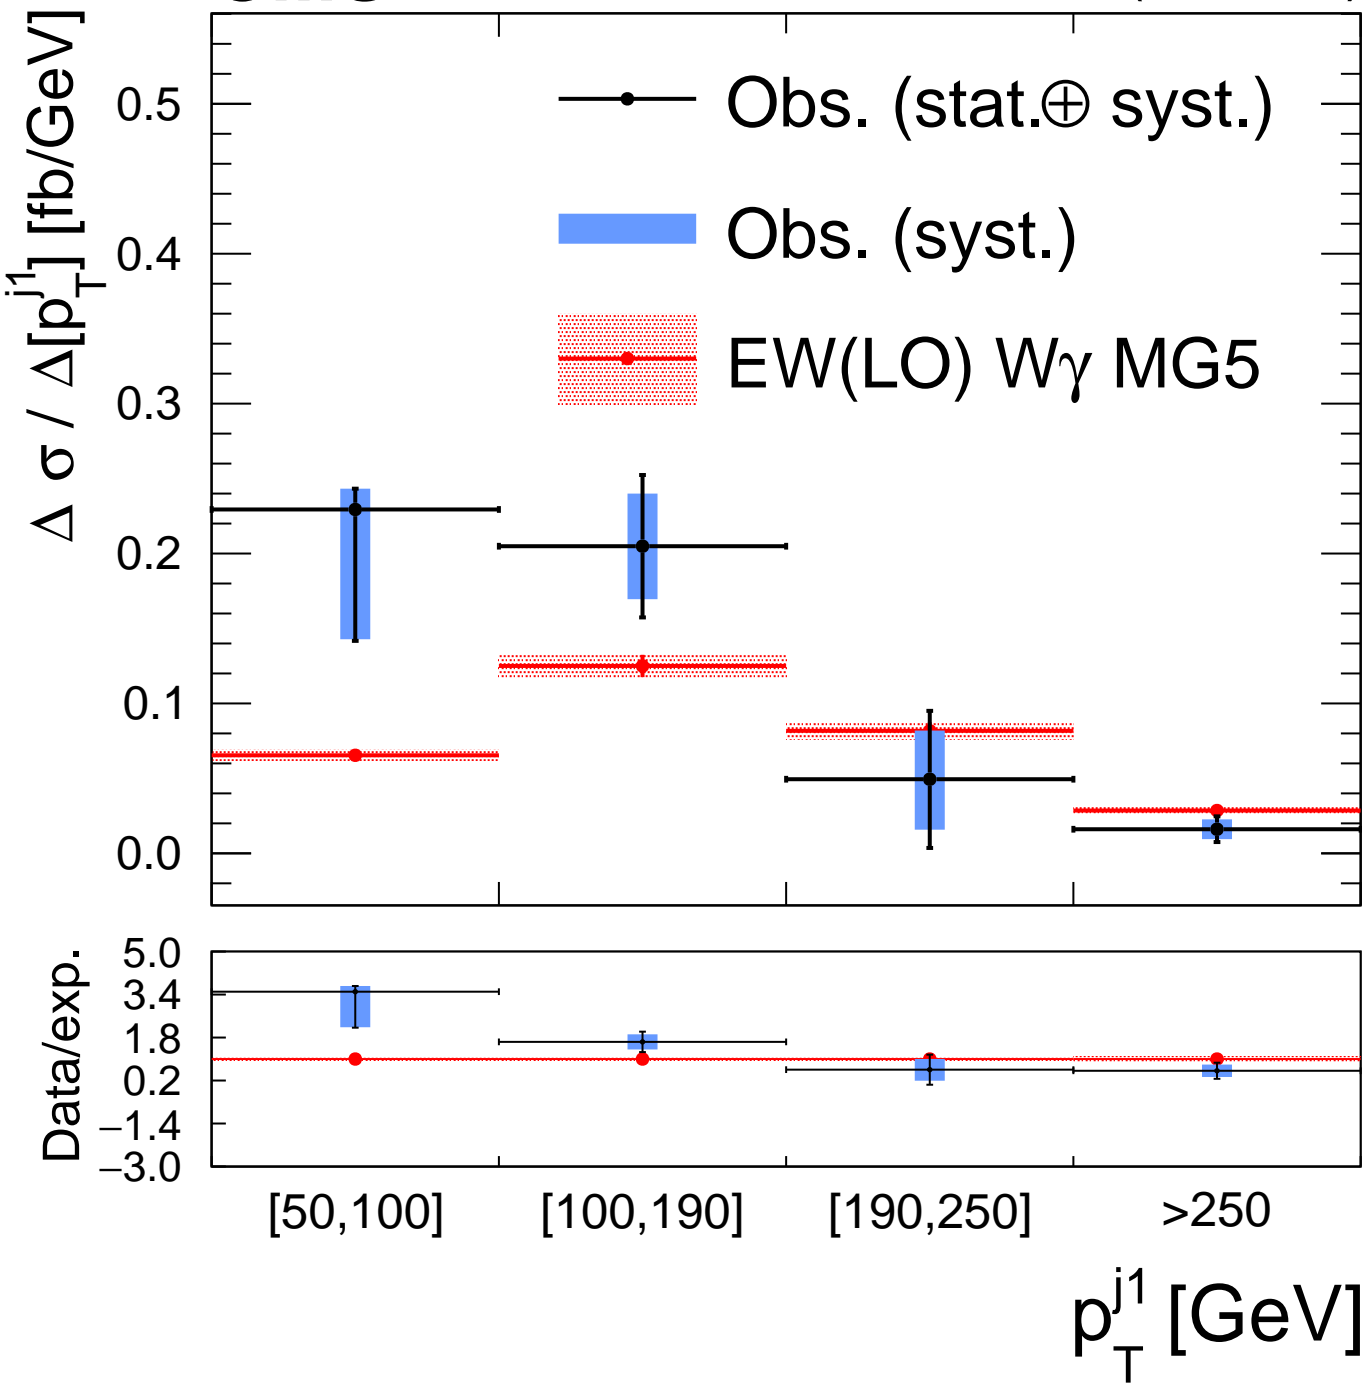 Δ σ / Δ[p_T^{j1}] [fb/GeV]
0.5
0.4
0.3
0.2
0.1
0.0
Obs. (stat.⊕ syst.)
Obs. (syst.)
EW(LO) Wγ MG5
Data/exp.
5.0
3.4
1.8
0.2
−1.4
−3.0
[50,100] [100,190] [190,250] >250
p_T^{j1} [GeV]